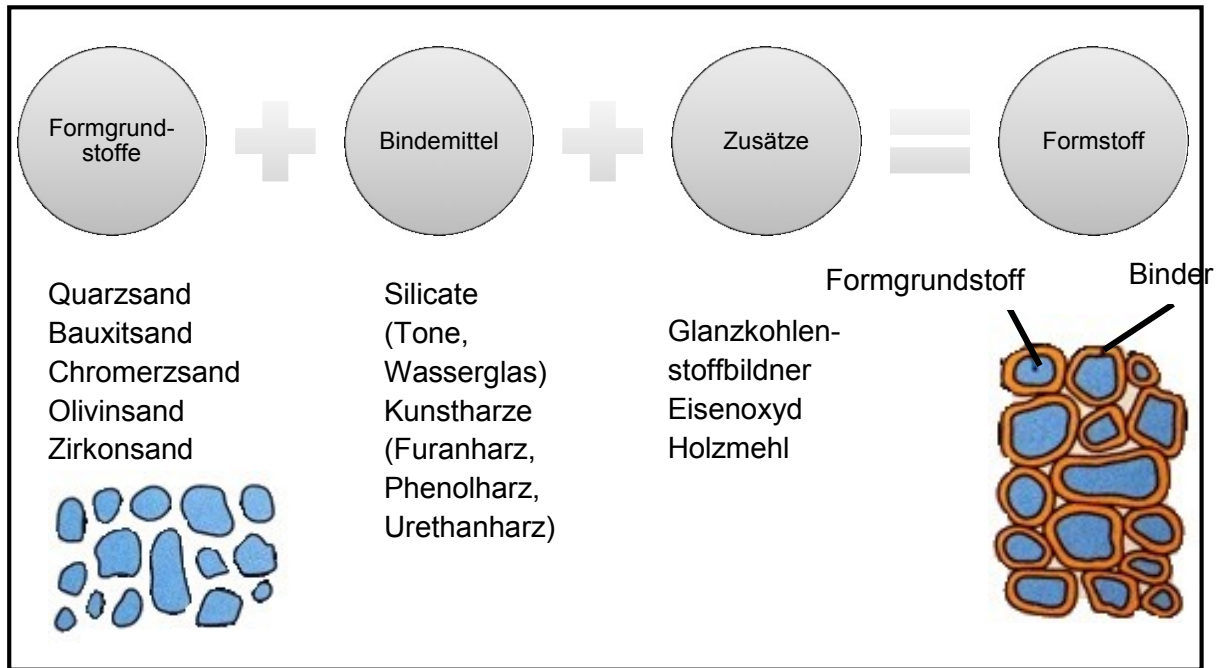 Formgrund-
stoffe
Bindemittel
Zusätze
Formstoff
Quarzsand
Bauxitsand
Chromerzsand
Olivinsand
Zirkonsand
Silicate
(Tone,
Wasserglas)
Kunstharze
(Furanharz,
Phenolharz,
Urethanharz)
Glanzkohlen-
stoffbildner
Eisenoxyd
Holzmehl
Formgrundstoff
Binder